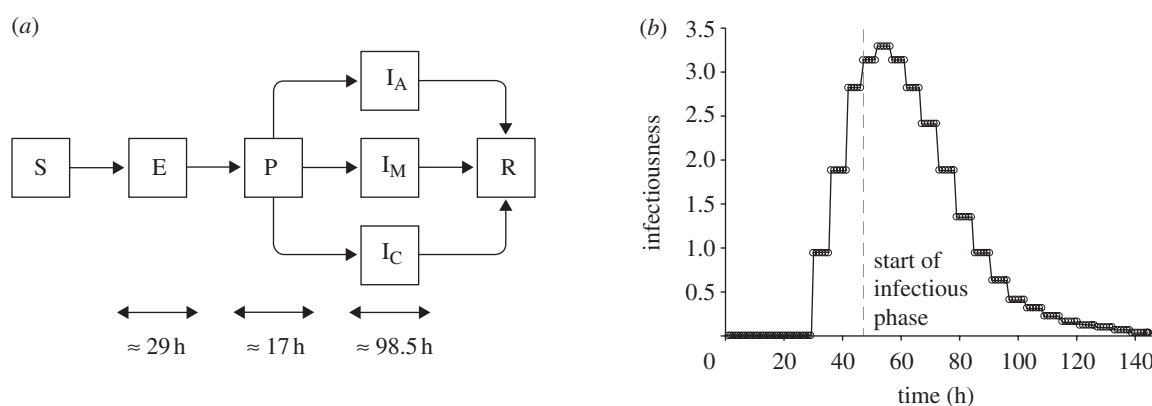 (a)
I_A
S
E
P
I_M
R
I_C
≈ 29 h
≈ 17 h
≈ 98.5 h
(b)
3.5
3.0
2.5
2.0
1.5
1.0
0.5
infectiousness
start of
infectious
phase
0
20
40
60
80
100
120
140
time (h)